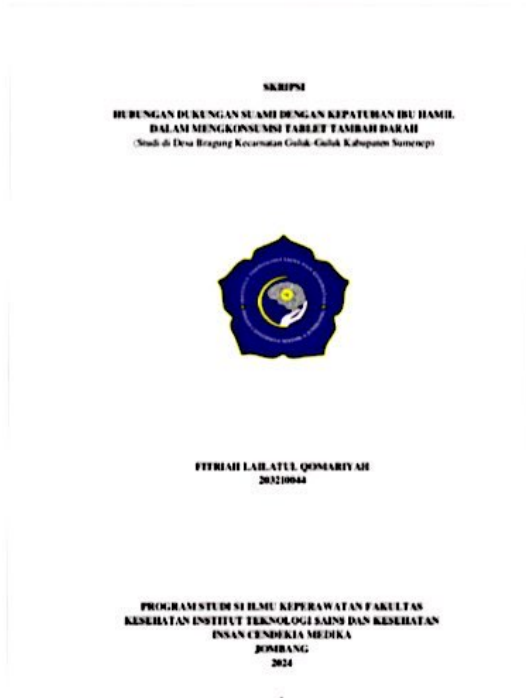 SKRIPSI
HUBUNGAN DUKUNGAN SUAMI DENGAN KEPATUHAN IBU HAMIL
DALAM MENGKONSUMSI TABLET TAMBAH DARAH
(Studi di Desa Bragung Kecamatan Guluk-Guluk Kabupaten Sumenep)
FITRIAH LAILATUL QOMARIYAH
203210044
PROGRAM STUDI S1 ILMU KEPERAWATAN FAKULTAS
KESEHATAN INSTITUT TEKNOLOGI SAINS DAN KESEHATAN
INSAN CENDEKIA MEDIKA
JOMBANG
2024